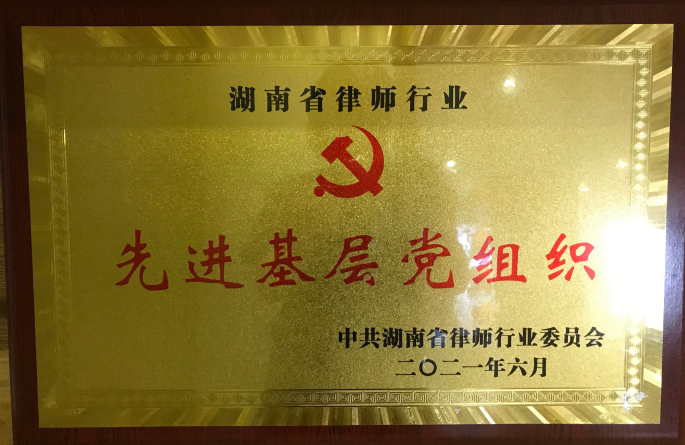 湖南省律师行业
先进基层党组织
中共湖南省律师行业委员会
二〇二一年六月